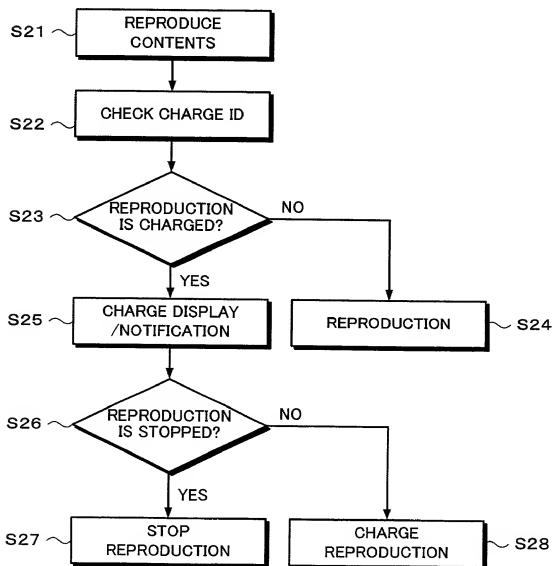 S21
REPRODUCE
CONTENTS
S22
CHECK CHARGE ID
S23
REPRODUCTION
IS CHARGED?
NO
YES
S25
CHARGE DISPLAY
/NOTIFICATION
REPRODUCTION
S24
S26
REPRODUCTION
IS STOPPED?
NO
YES
S27
STOP
REPRODUCTION
CHARGE
REPRODUCTION
S28